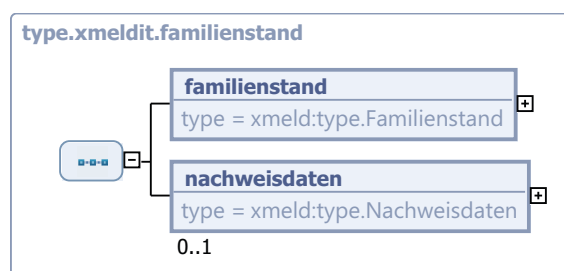 type.xmeldit.familienstand
familienstand
type = xmeld:type.Familienstand
nachweisdaten
type = xmeld:type.Nachweisdaten
0..1